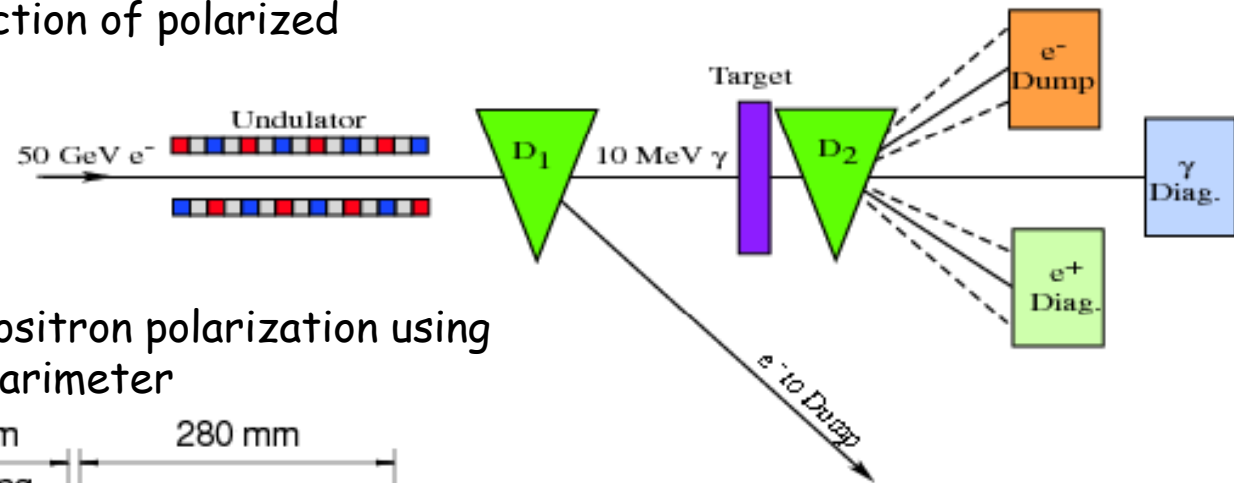 ction of polarized
e⁻
Dump
Target
Undulator
50 GeV e⁻
D₁
10 MeV γ
D₂
γ
Diag.
e⁺
Diag.
ositron polarization using
arimeter
e⁻ to Dump
m
280 mm